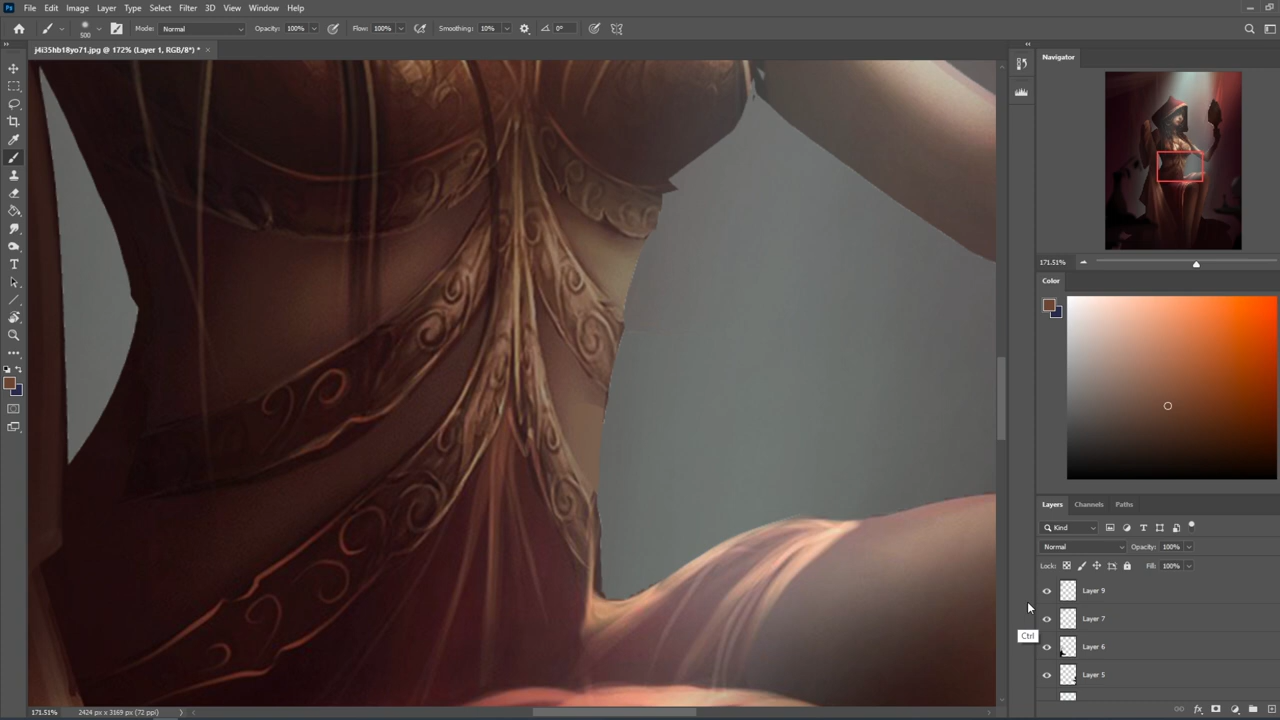 Ps File Edit Image Layer Type Select Filter 3D View Window Help
500 Mode: Normal Opacity: 100% Flow: 100% Smoothing: 10% 0°
j4i35hb18yo71.jpg @ 172% (Layer 1, RGB/8*) * ×
Navigator
171.51%
Color
Layers Channels Paths
Kind
Normal Opacity: 100%
Lock: Fill: 100%
Layer 9
Layer 7
Ctrl
Layer 6
Layer 5
171.51% 2424 px x 3169 px (72 ppi)
fx